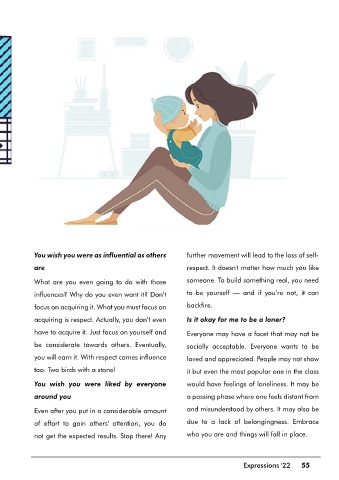 You wish you were as influential as others
are
What are you even going to do with those
influences? Why do you even want it? Don't
focus on acquiring it. What you must focus on
acquiring is respect. Actually, you don't even
have to acquire it. Just focus on yourself and
be considerate towards others. Eventually,
you will earn it. With respect comes influence
too. Two birds with a stone!
You wish you were liked by everyone
around you
Even after you put in a considerable amount
of effort to gain others' attention, you do
not get the expected results. Stop there! Any
further movement will lead to the loss of self-
respect. It doesn't matter how much you like
someone. To build something real, you need
to be yourself — and if you're not, it can
backfire.
Is it okay for me to be a loner?
Everyone may have a facet that may not be
socially acceptable. Everyone wants to be
loved and appreciated. People may not show
it but even the most popular one in the class
would have feelings of loneliness. It may be
a passing phase where one feels distant from
and misunderstood by others. It may also be
due to a lack of belongingness. Embrace
who you are and things will fall in place.
Expressions '22 55